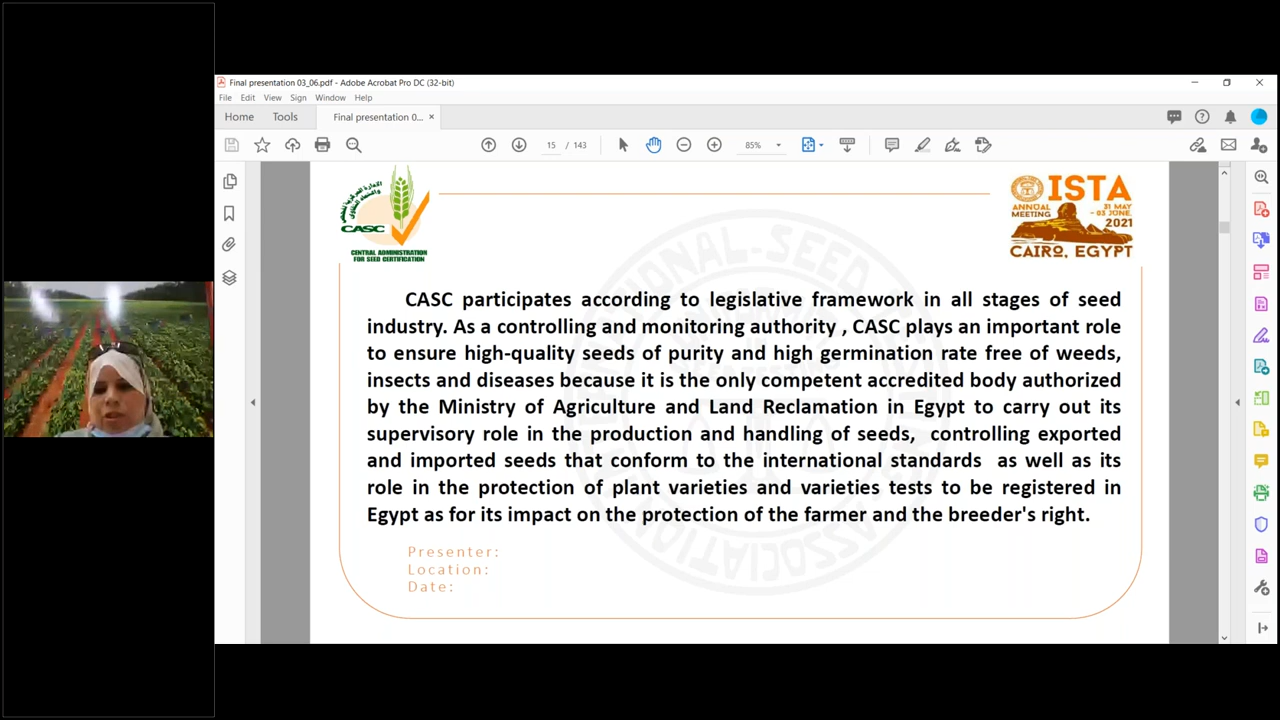 Final presentation 03_06.pdf - Adobe Acrobat Pro DC (32-bit)
File Edit View Sign Window Help
Home Tools Final presentation 0... ×
15 / 143 85%
CASC
CENTRAL ADMINISTRATION
FOR SEED CERTIFICATION
ISTA
ANNUAL MEETING 31 MAY - 03 JUNE, 2021
CAIRO, EGYPT
CASC participates according to legislative framework in all stages of seed
industry. As a controlling and monitoring authority , CASC plays an important role
to ensure high-quality seeds of purity and high germination rate free of weeds,
insects and diseases because it is the only competent accredited body authorized
by the Ministry of Agriculture and Land Reclamation in Egypt to carry out its
supervisory role in the production and handling of seeds, controlling exported
and imported seeds that conform to the international standards as well as its
role in the protection of plant varieties and varieties tests to be registered in
Egypt as for its impact on the protection of the farmer and the breeder's right.
Presenter:
Location:
Date: